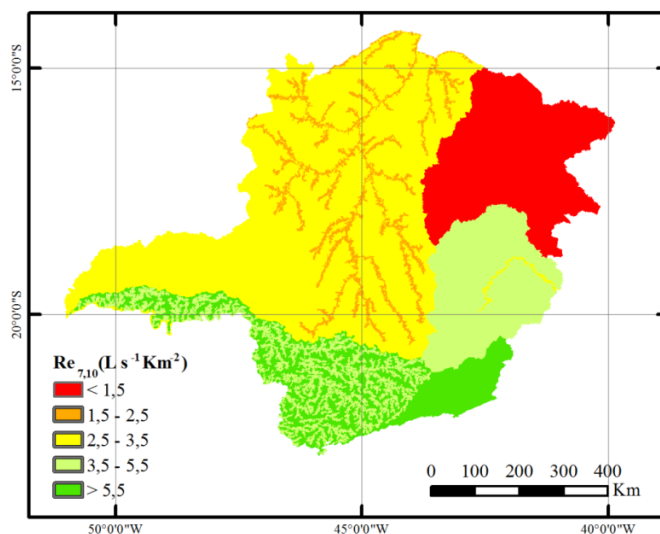 15°0'0"S
20°0'0"S
Re7,10(L s-1Km2)
< 1,5
1,5 - 2,5
2,5 - 3,5
3,5 - 5,5
> 5,5
0 100 200 300 400
Km
50°0'0"W 45°0'0"W 40°0'0"W